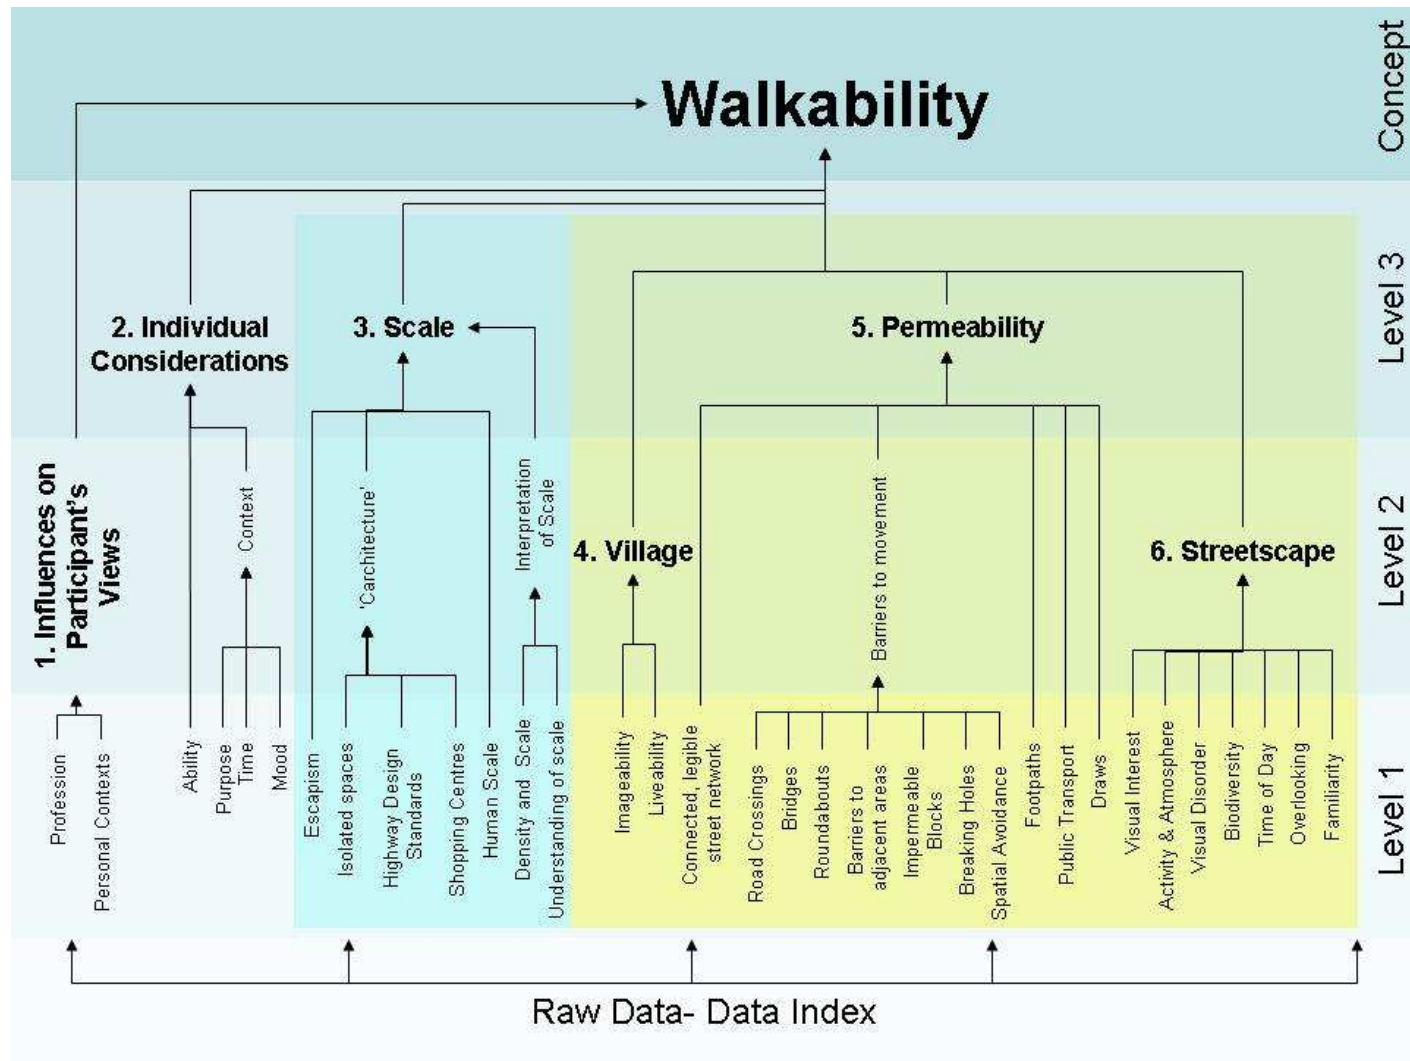 Walkability
Concept
Level 3
2. Individual
Considerations
3. Scale
5. Permeability
Level 2
1. Influences on
Participant's
Views
Context
'Carchitecture'
Interpretation
of Scale
4. Village
Barriers to movement
6. Streetscape
Level 1
Profession
Personal Contexts
Ability
Purpose
Time
Mood
Escapism
Isolated spaces
Highway Design
Standards
Shopping Centres
Human Scale
Density and Scale
Understanding of scale
Imageability
Liveability
Connected, legible
street network
Road Crossings
Bridges
Roundabouts
Barriers to
adjacent areas
Impermeable
Blocks
Breaking Holes
Spatial Avoidance
Footpaths
Public Transport
Draws
Visual Interest
Activity & Atmosphere
Visual Disorder
Biodiversity
Time of Day
Overlooking
Familiarity
Raw Data- Data Index